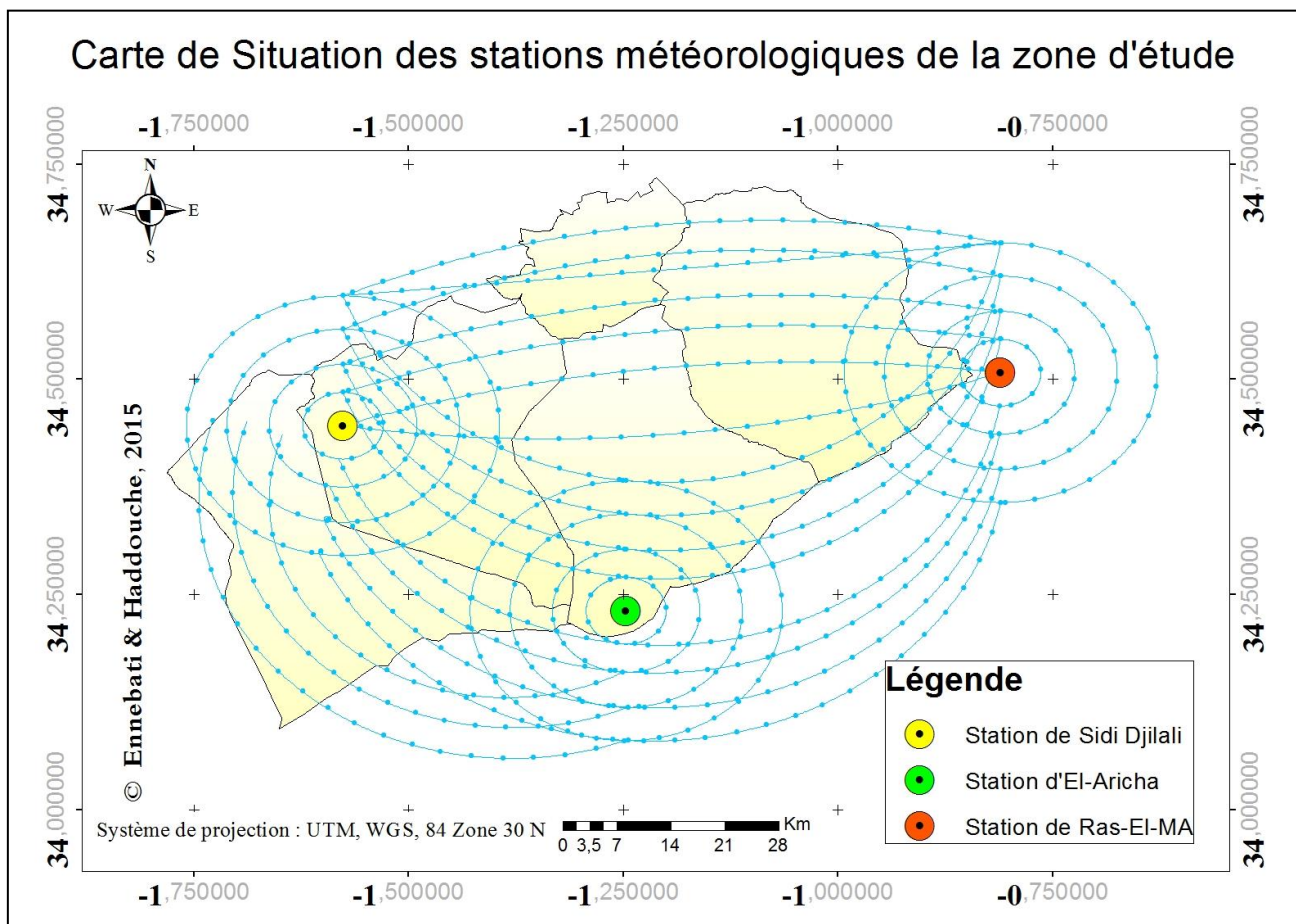 Carte de Situation des stations météorologiques de la zone d'étude
-1,750000 -1,500000 -1,250000 -1,000000 -0,750000
34,750000 34,750000
N
W E
S
34,500000 34,500000
34,250000 34,250000
34,000000 34,000000
© Ennebati & Haddouche, 2015
Légende
Station de Sidi Djilali
Station d'El-Aricha
Station de Ras-El-MA
Système de projection : UTM, WGS, 84 Zone 30 N
Km
0 3,5 7 14 21 28
-1,750000 -1,500000 -1,250000 -1,000000 -0,750000